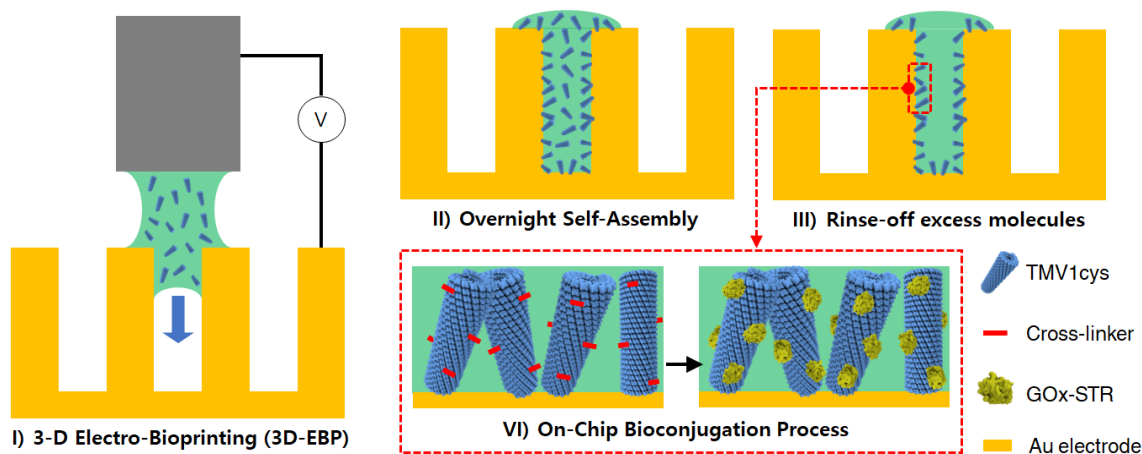 V
I) 3-D Electro-Bioprinting (3D-EBP)
II) Overnight Self-Assembly
III) Rinse-off excess molecules
VI) On-Chip Bioconjugation Process
TMV1cys
Cross-linker
GOx-STR
Au electrode